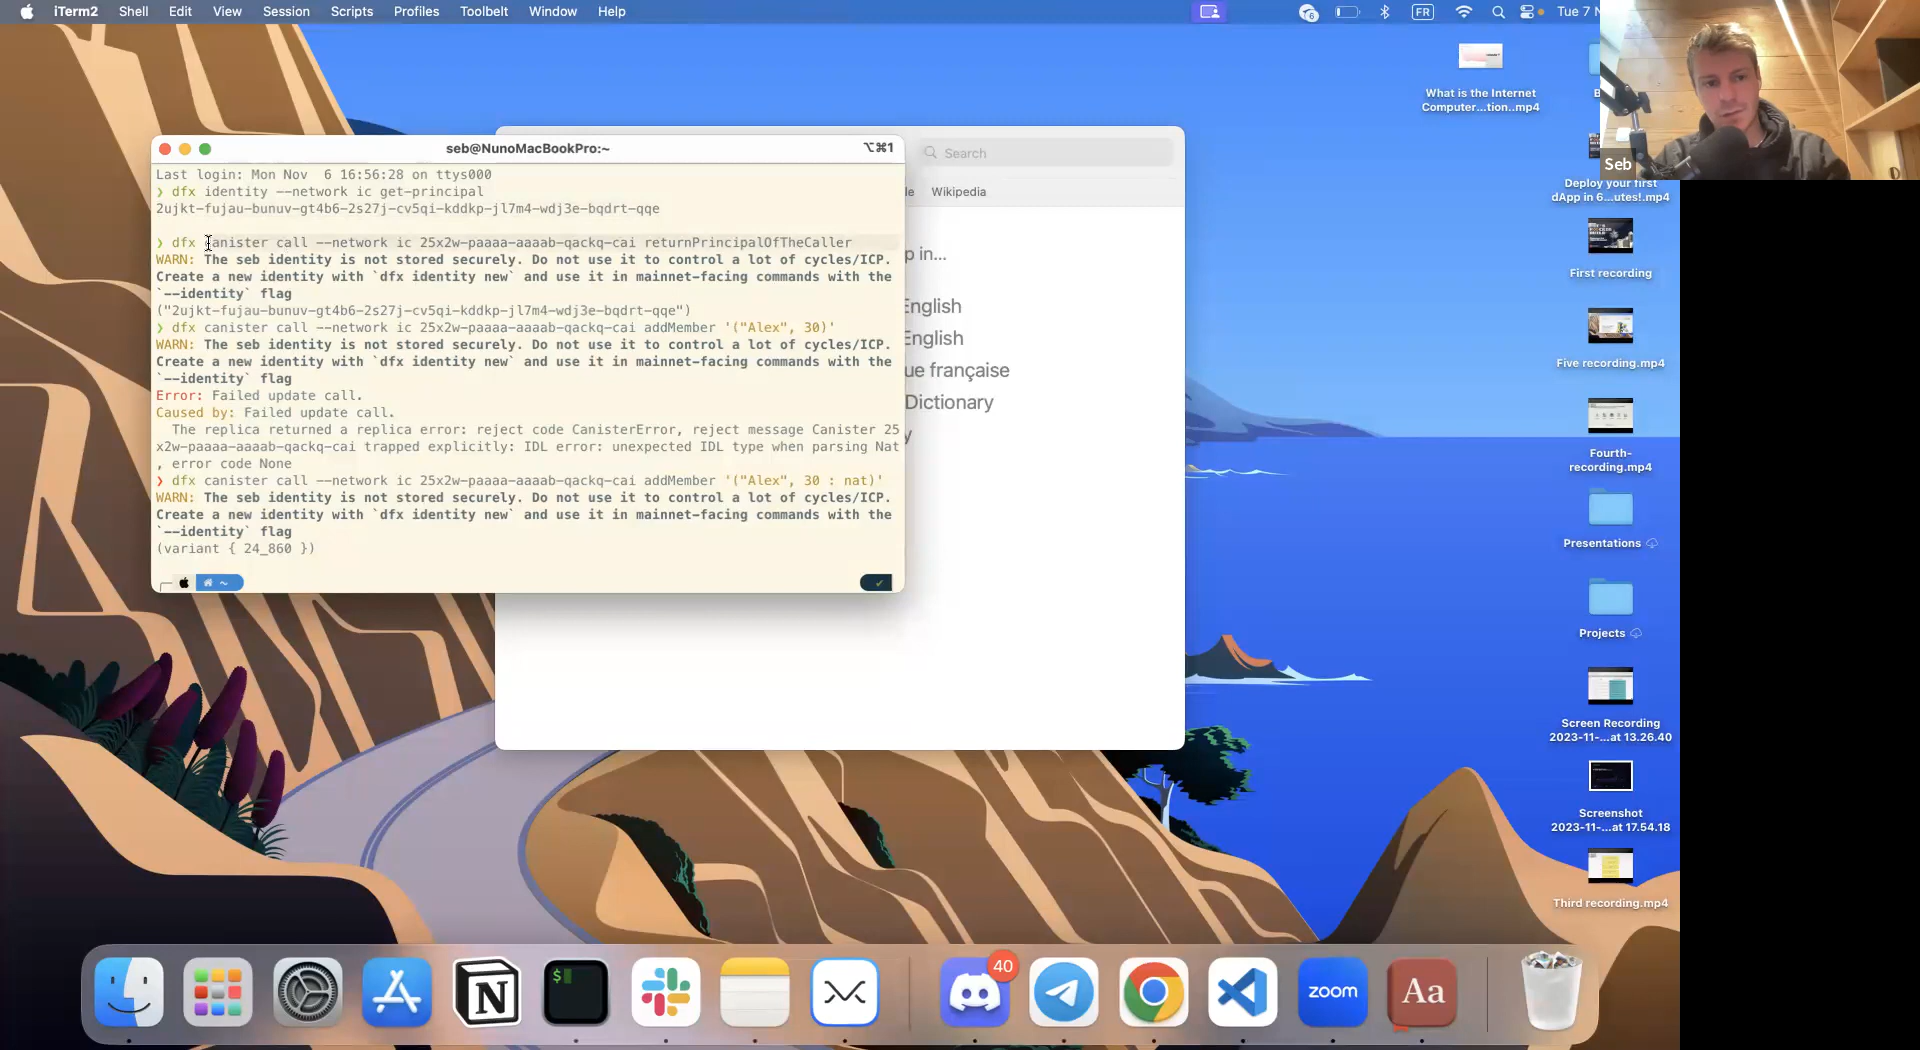 iTerm2 Shell Edit View Session Scripts Profiles Toolbelt Window Help
6 FR Tue 7
Seb
seb@NunoMacBookPro:~
⌥⌘1
Last login: Mon Nov  6 16:56:28 on ttys000
❯ dfx identity --network ic get-principal
2ujkt-fujau-bunuv-gt4b6-2s27j-cv5qi-kddkp-jl7m4-wdj3e-bqdrt-qqe
❯ dfx canister call --network ic 25x2w-paaaa-aaaab-qackq-cai returnPrincipalOfTheCaller
WARN: The seb identity is not stored securely. Do not use it to control a lot of cycles/ICP.
Create a new identity with `dfx identity new` and use it in mainnet-facing commands with the
`--identity` flag
("2ujkt-fujau-bunuv-gt4b6-2s27j-cv5qi-kddkp-jl7m4-wdj3e-bqdrt-qqe")
❯ dfx canister call --network ic 25x2w-paaaa-aaaab-qackq-cai addMember '("Alex", 30)'
WARN: The seb identity is not stored securely. Do not use it to control a lot of cycles/ICP.
Create a new identity with `dfx identity new` and use it in mainnet-facing commands with the
`--identity` flag
Error: Failed update call.
Caused by: Failed update call.
The replica returned a replica error: reject code CanisterError, reject message Canister 25
x2w-paaaa-aaaab-qackq-cai trapped explicitly: IDL error: unexpected IDL type when parsing Nat
, error code None
❯ dfx canister call --network ic 25x2w-paaaa-aaaab-qackq-cai addMember '("Alex", 30 : nat)'
WARN: The seb identity is not stored securely. Do not use it to control a lot of cycles/ICP.
Create a new identity with `dfx identity new` and use it in mainnet-facing commands with the
`--identity` flag
(variant { 24_860 })
~
✓
Search
le Wikipedia
p in...
English
English
ue française
Dictionary
y
What is the Internet
Computer...tion..mp4
B
Deploy your first
dApp in 6...utes!.mp4
First recording
Five recording.mp4
Fourth-
recording.mp4
Presentations
Projects
Screen Recording
2023-11-...at 13.26.40
Screenshot
2023-11-...at 17.54.18
Third recording.mp4
N
$
40
zoom
Aa